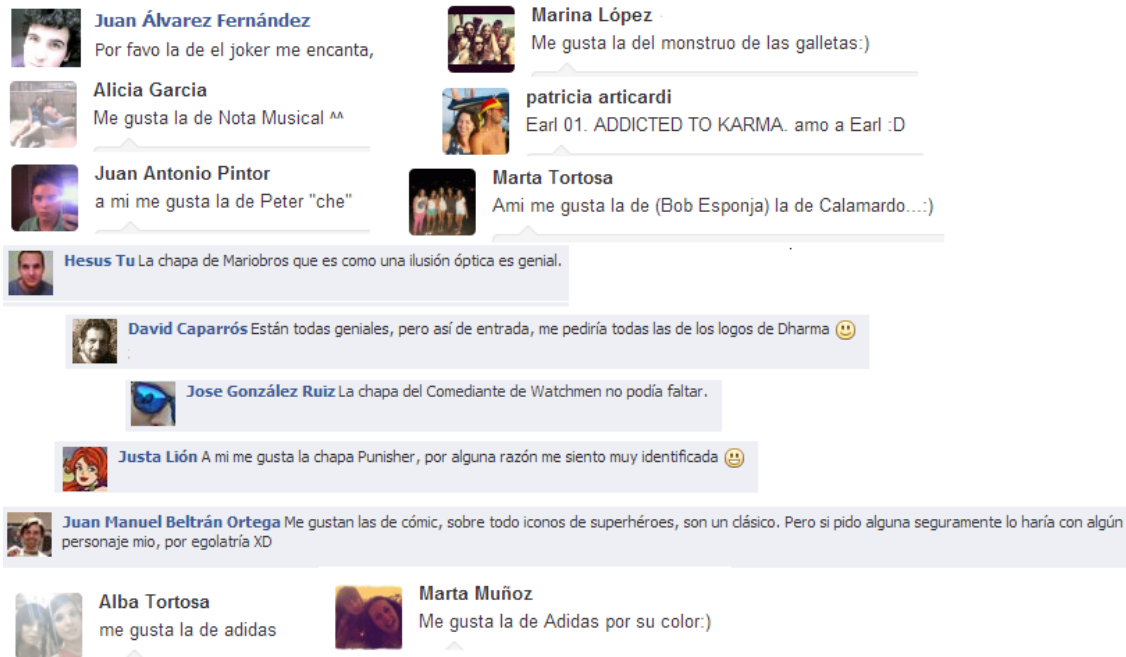 Juan Álvarez Fernández
Por favo la de el joker me encanta,
Marina López
Me gusta la del monstruo de las galletas:)
Alicia Garcia
Me gusta la de Nota Musical ^^
patricia articardi
Earl 01. ADDICTED TO KARMA. amo a Earl :D
Juan Antonio Pintor
a mi me gusta la de Peter "che"
Marta Tortosa
Ami me gusta la de (Bob Esponja) la de Calamardo...:)
Hesus Tu La chapa de Mariobros que es como una ilusión óptica es genial.
David Caparrós Están todas geniales, pero así de entrada, me pediría todas las de los logos de Dharma
Jose González Ruiz La chapa del Comediante de Watchmen no podía faltar.
Justa Lión A mi me gusta la chapa Punisher, por alguna razón me siento muy identificada
Juan Manuel Beltrán Ortega Me gustan las de cómic, sobre todo iconos de superhéroes, son un clásico. Pero si pido alguna seguramente lo haría con algún
personaje mio, por egolatría XD
Alba Tortosa
me gusta la de adidas
Marta Muñoz
Me gusta la de Adidas por su color:)